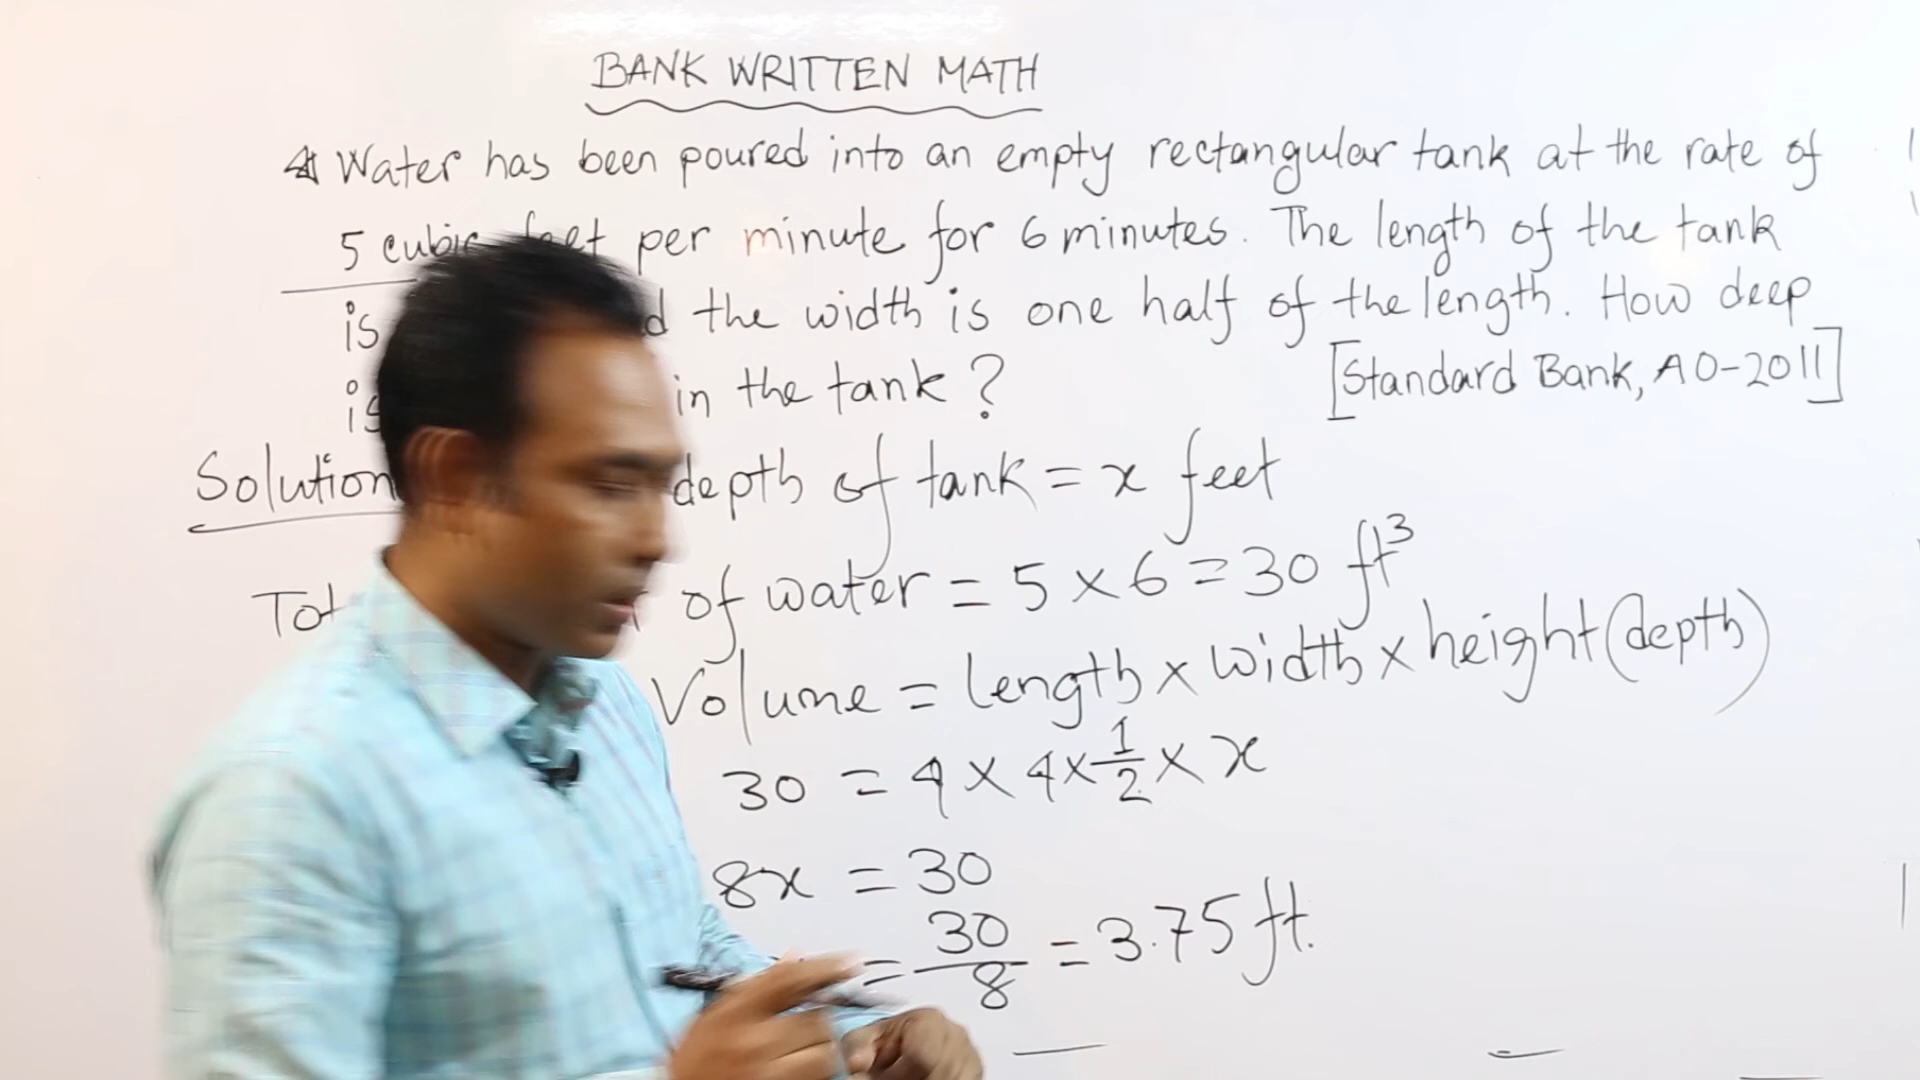 BANK WRITTEN MATH
Water has been poured into an empty rectangular tank at the rate of
5 cubic feet per minute for 6 minutes. The length of the tank
is the width is one half of the length. How deep
is in the tank?
[Standard Bank, AO-2011]
Solution depth of tank = x feet
of water = 5 × 6 = 30 ft³
Volume = length × width × height (depth)
30 = 4 × 4 × 1/2 × x
8x = 30
= 30/8 = 3.75 ft.